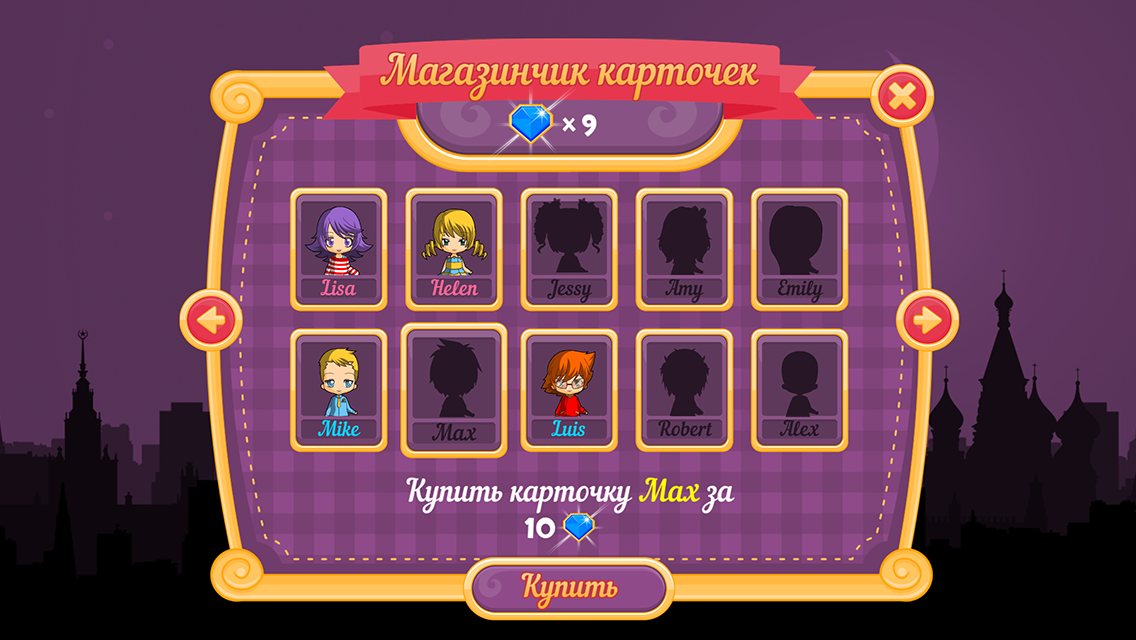 Магазинчик карточек
× 9
Lisa Helen Jessy Amy Emily
Mike Max Luis Robert Alex
Купить карточку Max за
10
Купить